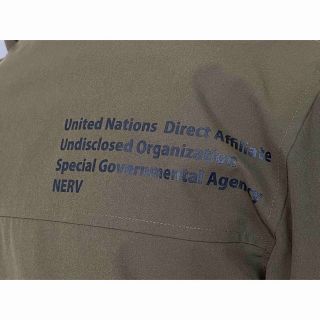 United Nations Direct Affiliate
Undisclosed Organization
Special Governmental Agency
NERV